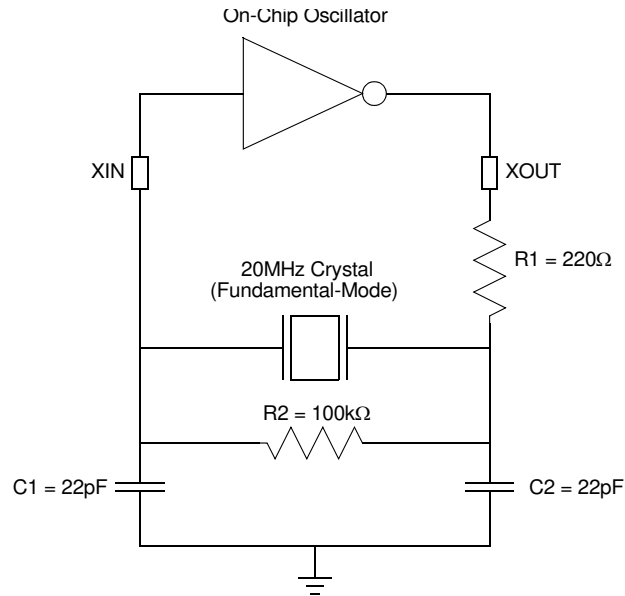 On-Chip Oscillator
XIN
XOUT
R1 = 220Ω
20MHz Crystal
(Fundamental-Mode)
R2 = 100kΩ
C1 = 22pF
C2 = 22pF